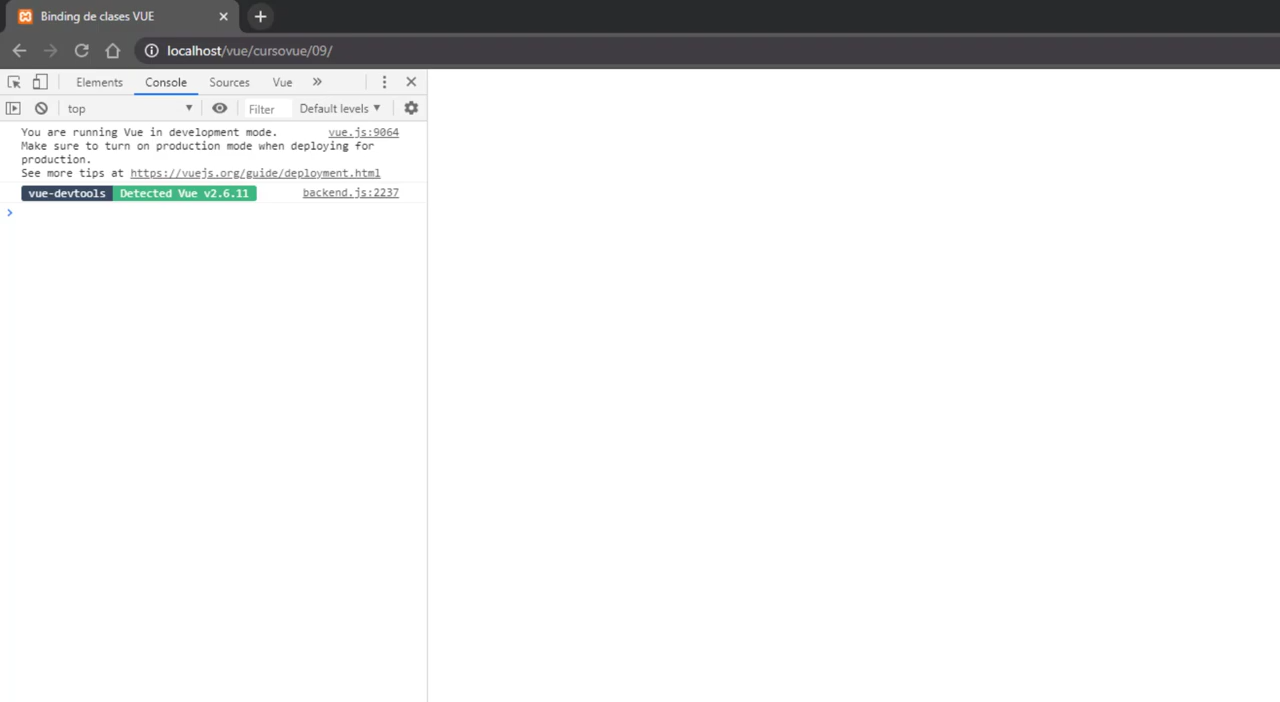 Binding de clases VUE
localhost/vue/cursovue/09/
Elements Console Sources Vue
top Filter Default levels
You are running Vue in development mode. vue.js:9064
Make sure to turn on production mode when deploying for
production.
See more tips at https://vuejs.org/guide/deployment.html
vue-devtools Detected Vue v2.6.11 backend.js:2237